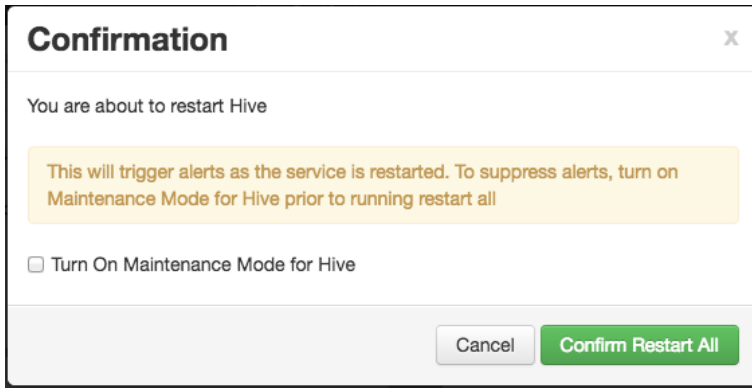 Confirmation
x
You are about to restart Hive
This will trigger alerts as the service is restarted. To suppress alerts, turn on
Maintenance Mode for Hive prior to running restart all
Turn On Maintenance Mode for Hive
Cancel
Confirm Restart All